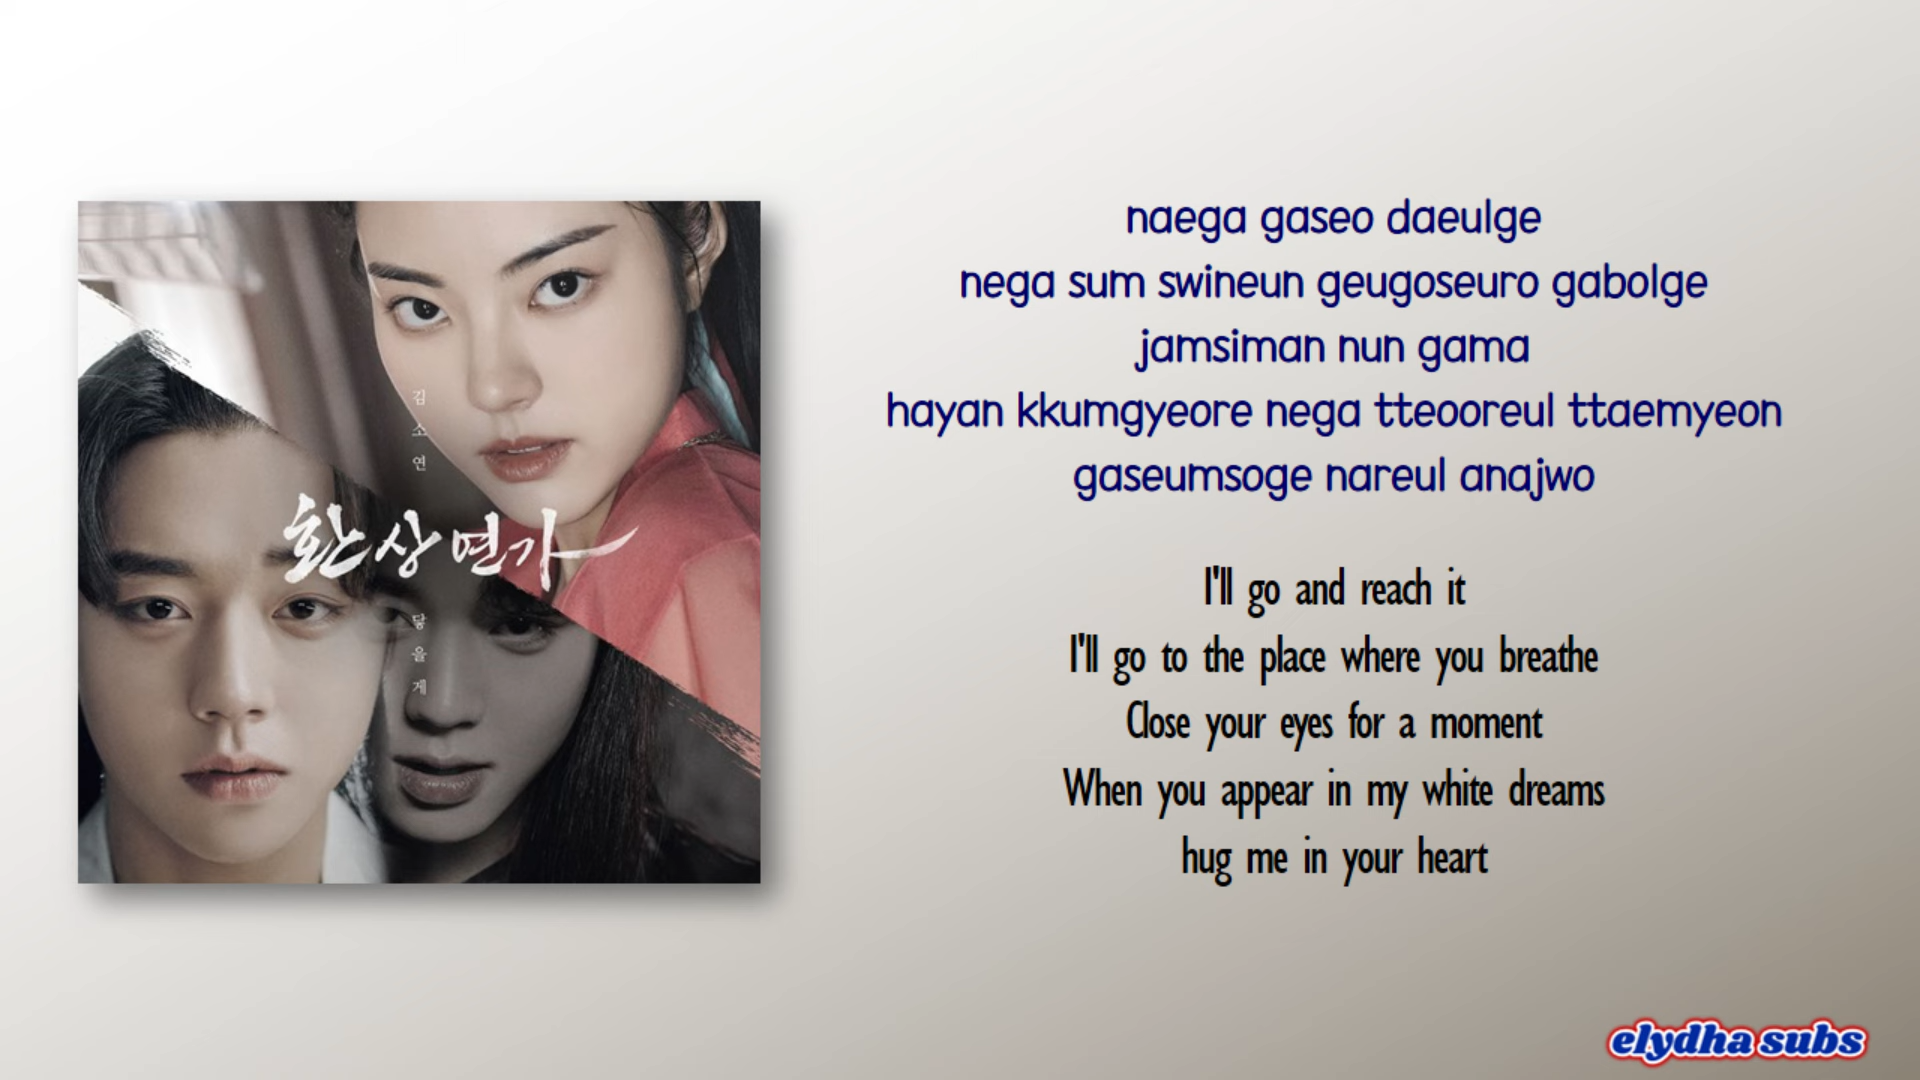 김소연
환상연가
닿을게
naega gaseo daeulge
nega sum swineun geugoseuro gabolge
jamsiman nun gama
hayan kkumgyeore nega tteooreul ttaemyeon
gaseumsoge nareul anajwo
I'll go and reach it
I'll go to the place where you breathe
Close your eyes for a moment
When you appear in my white dreams
hug me in your heart
elydha subs